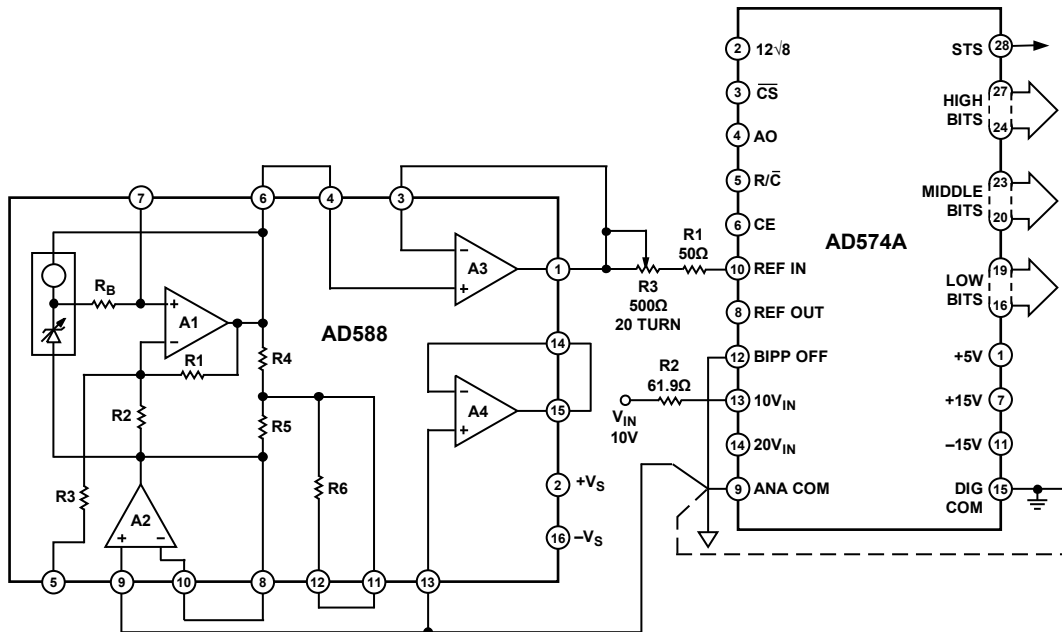 AD588
7
6
4
3
R_B
A1
+
−
R1
R2
R3
R4
R5
R6
A2
+
−
A3
−
+
A4
−
+
1
14
15
2 +V_S
16 −V_S
5
9
10
8
12
11
13
R3
500Ω
20 TURN
R1
50Ω
R2
61.9Ω
V_IN
10V
AD574A
2 12√8
3 C̅S̅
4 AO
5 R/C̅
6 CE
10 REF IN
8 REF OUT
12 BIPP OFF
13 10V_IN
14 20V_IN
9 ANA COM
STS 28
HIGH
BITS
27
24
MIDDLE
BITS
23
20
LOW
BITS
19
16
+5V 1
+15V 7
−15V 11
DIG
COM
15